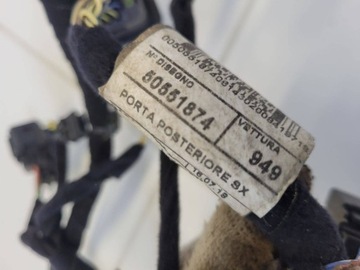 N° DISEGNO
50551874
VETTURA
949
PORTA POSTERIORE SX